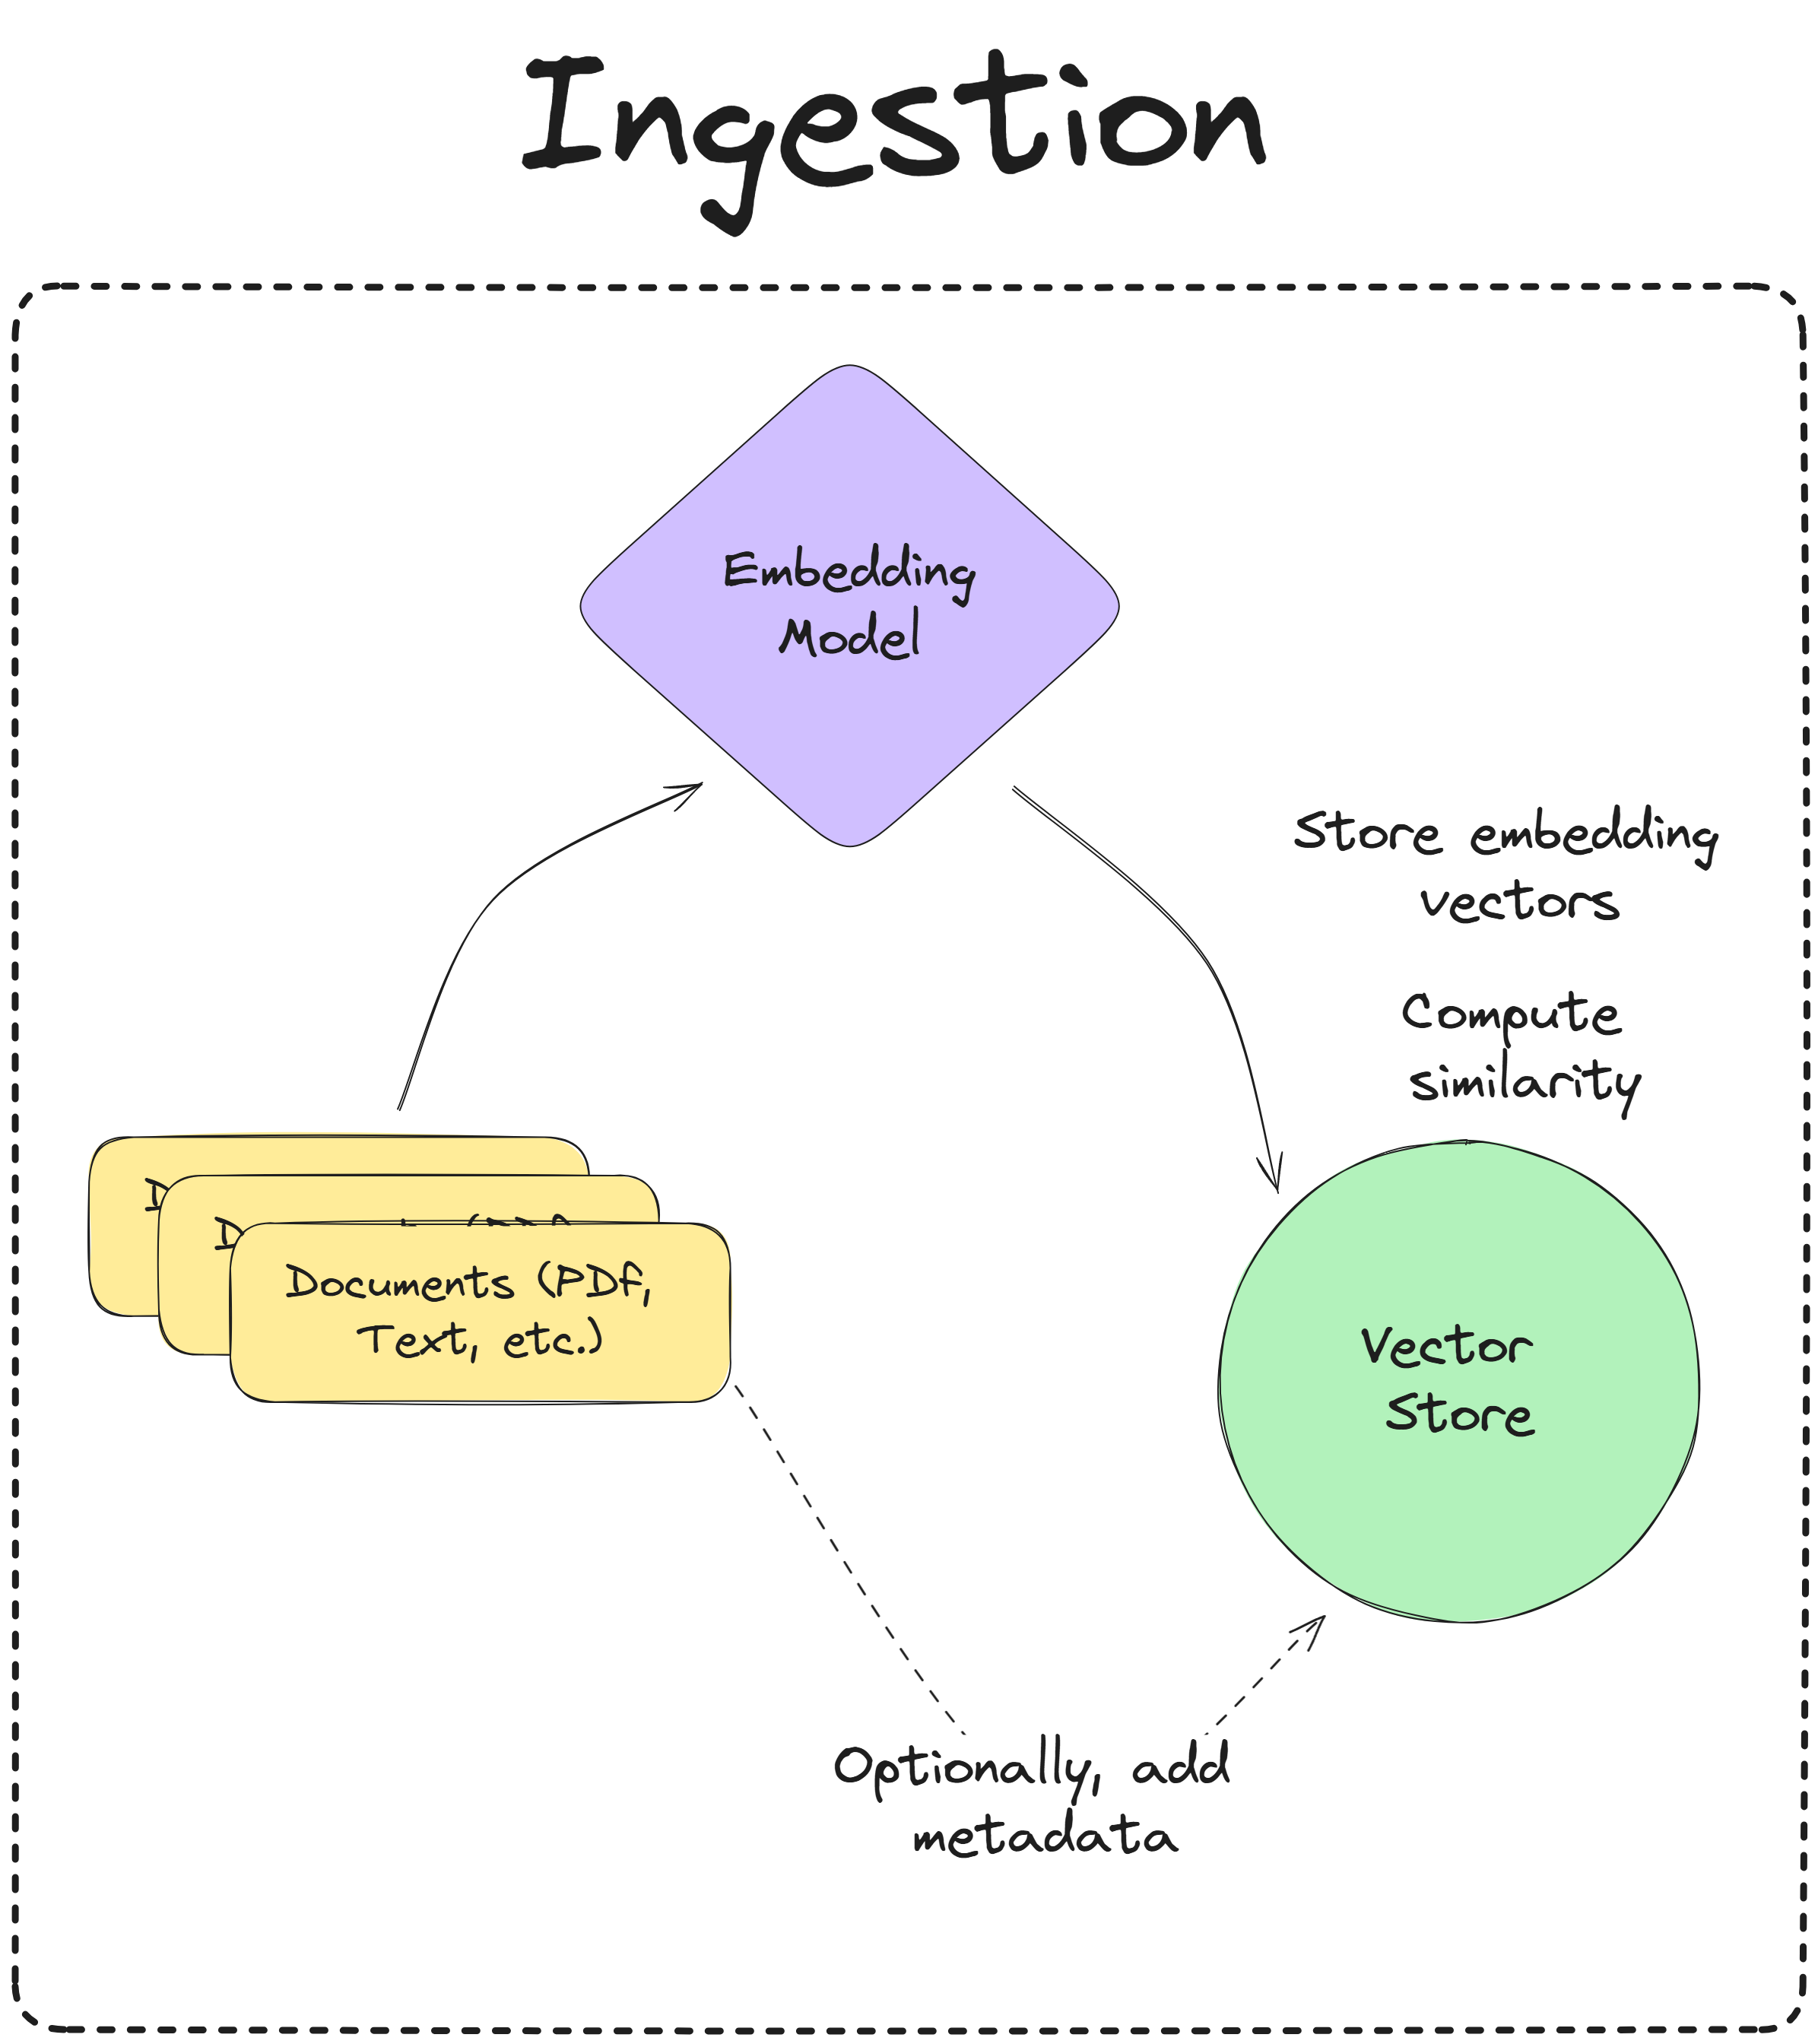 Ingestion
Embedding
Model
Store embedding
vectors
Compute
similarity
D
D
Documents (PDF,
Text, etc.)
Vector
Store
Optionally, add
metadata